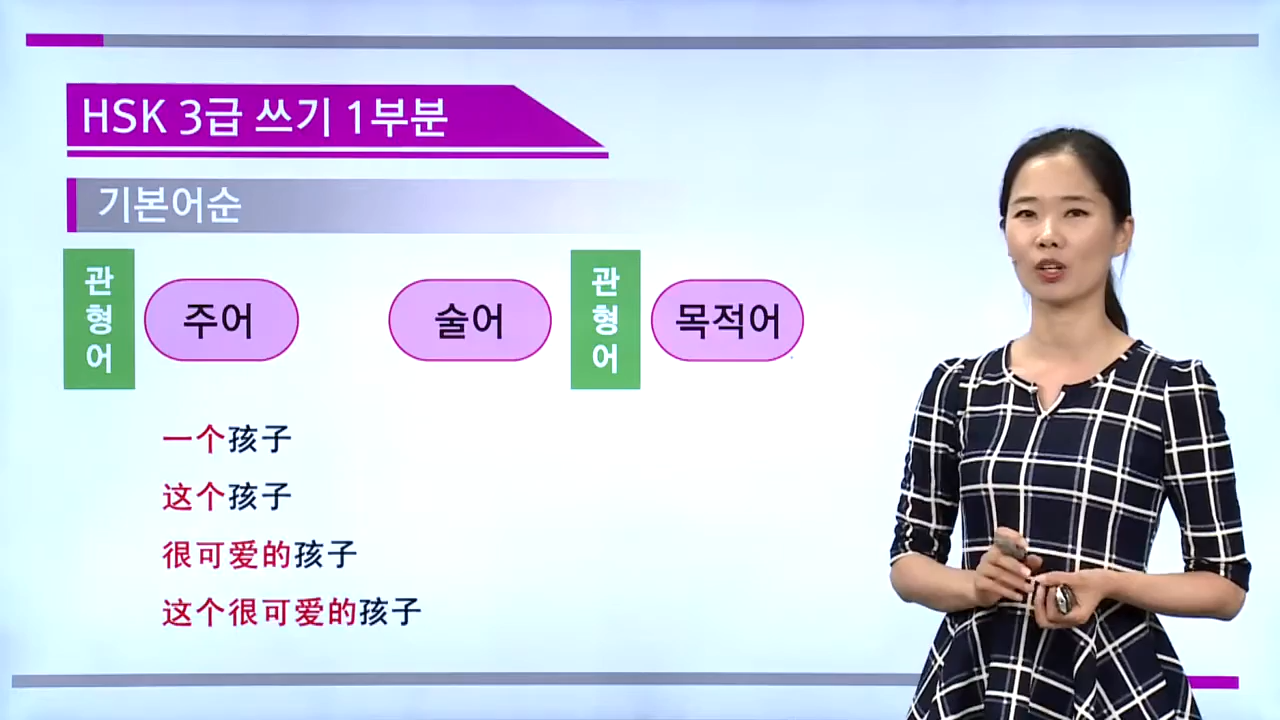 HSK 3급 쓰기 1부분
기본어순
관형어 주어 술어 관형어 목적어
一个孩子
这个孩子
很可爱的孩子
这个很可爱的孩子